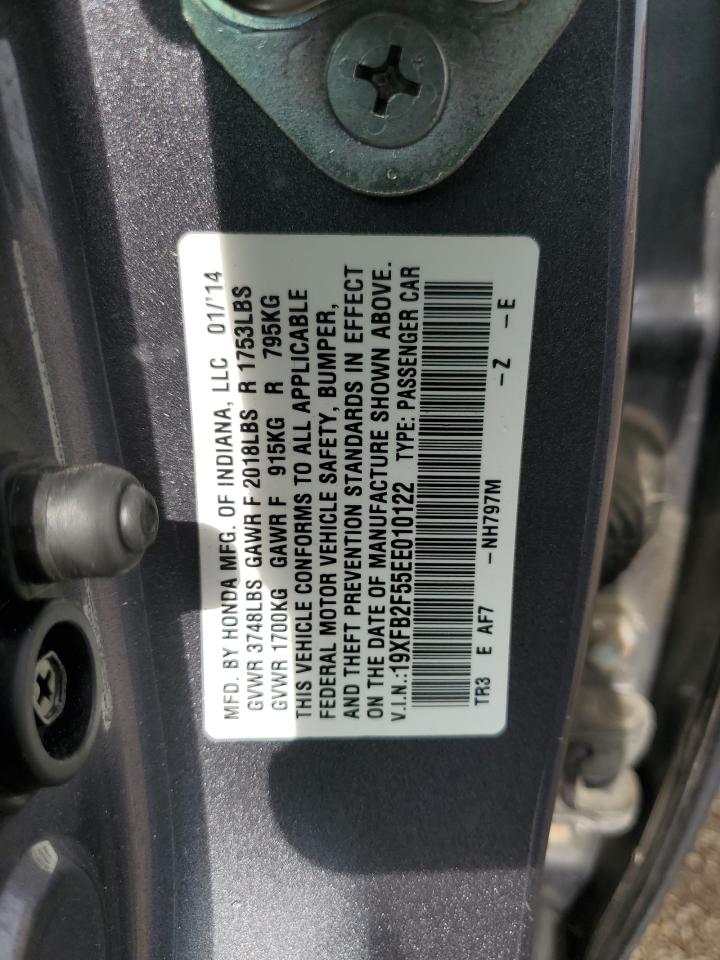 MFD. BY HONDA MFG. OF INDIANA, LLC 01/'14
GVWR 3748LBS GAWR F 2018LBS R 1753LBS
GVWR 1700KG GAWR F 915KG R 795KG
THIS VEHICLE CONFORMS TO ALL APPLICABLE
FEDERAL MOTOR VEHICLE SAFETY, BUMPER,
AND THEFT PREVENTION STANDARDS IN EFFECT
ON THE DATE OF MANUFACTURE SHOWN ABOVE.
V.I.N.:19XFB2F55EE010122 TYPE: PASSENGER CAR
TR3 E AF7 -NH797M -Z -E